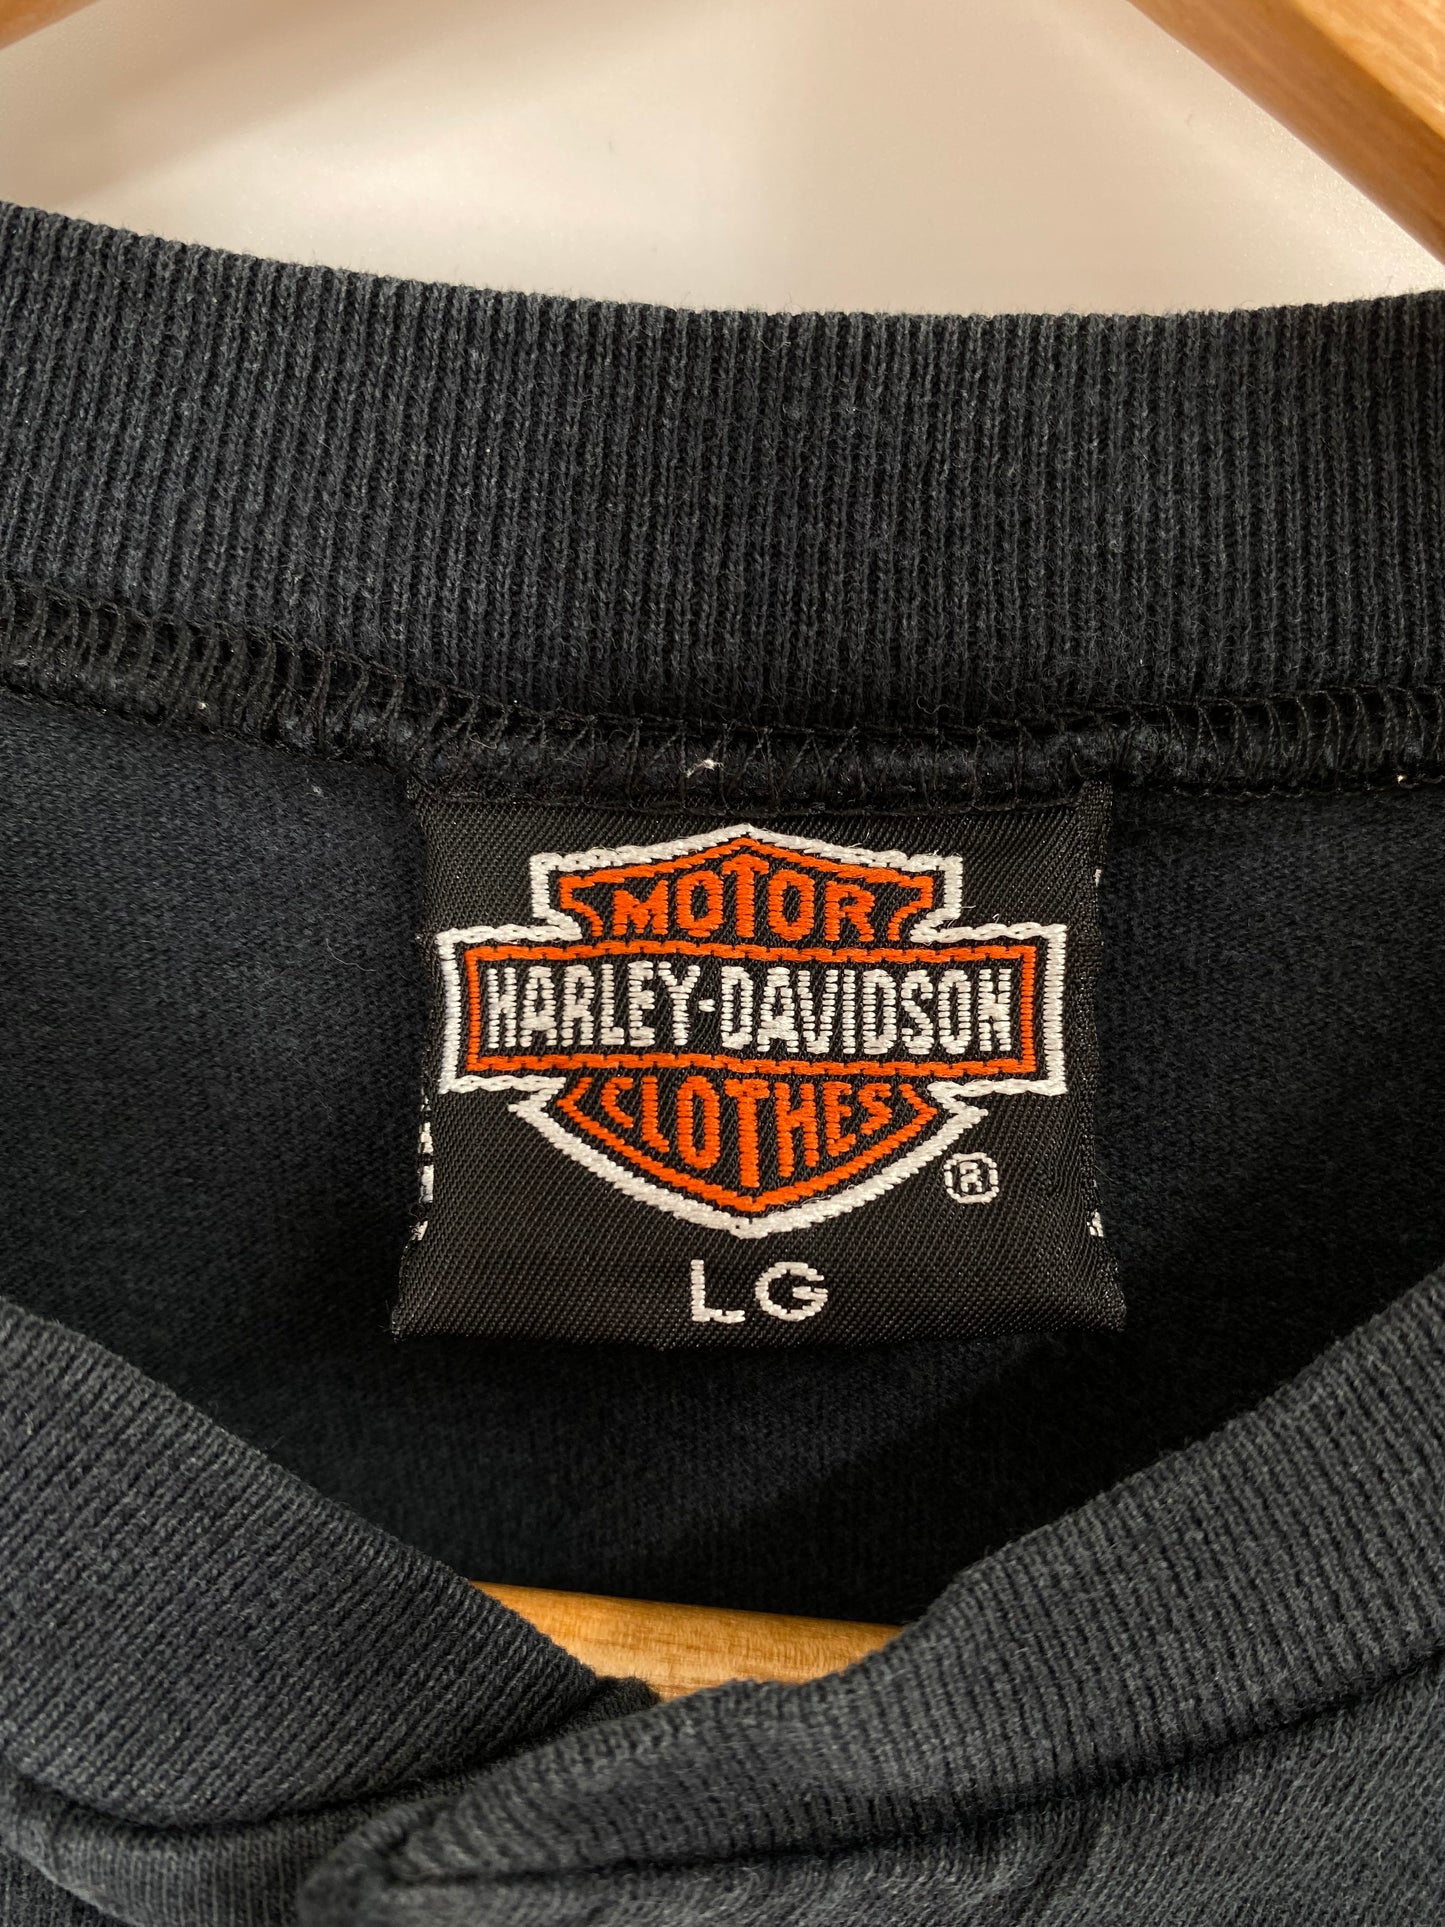 MOTOR
HARLEY-DAVIDSON
CLOTHES
®
LG